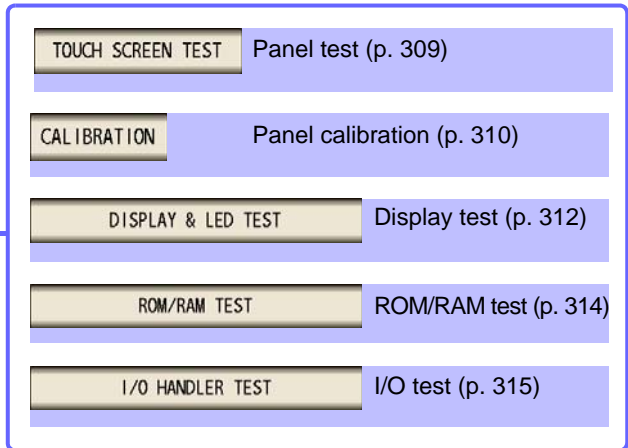 TOUCH SCREEN TEST Panel test (p. 309)
CALIBRATION Panel calibration (p. 310)
DISPLAY & LED TEST Display test (p. 312)
ROM/RAM TEST ROM/RAM test (p. 314)
I/O HANDLER TEST I/O test (p. 315)